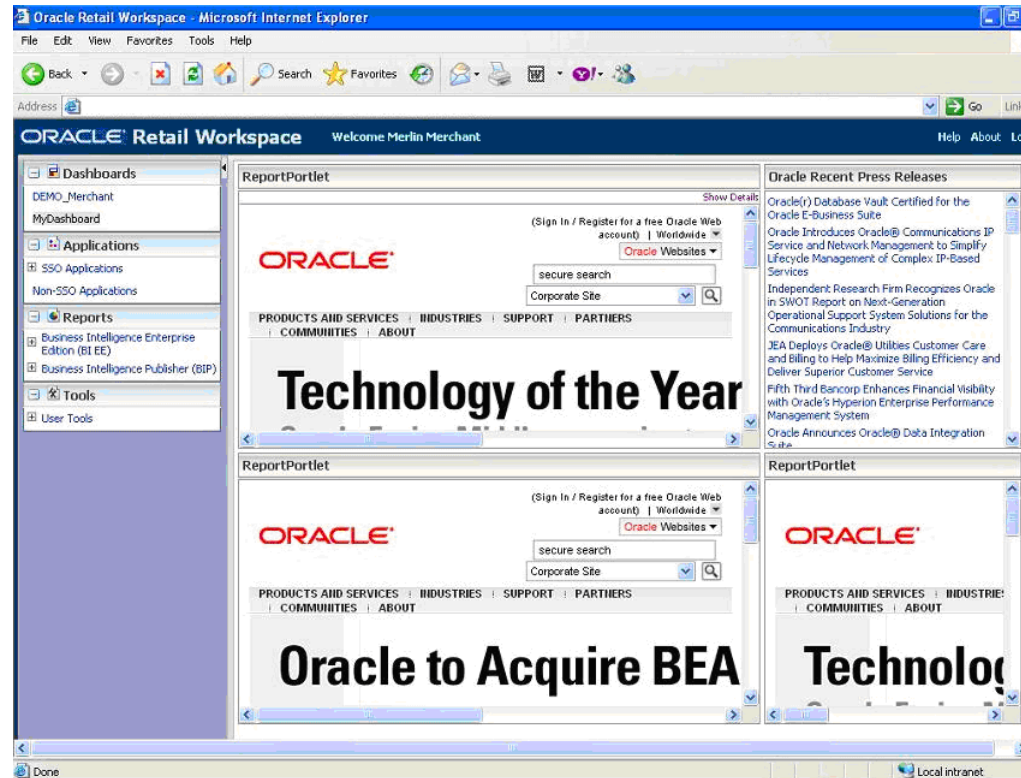 Oracle Retail Workspace - Microsoft Internet Explorer
File Edit View Favorites Tools Help
Back Search Favorites
Address Go
ORACLE Retail Workspace Welcome Merlin Merchant Help About
Dashboards
DEMO_Merchant
MyDashboard
Applications
SSO Applications
Non-SSO Applications
Reports
Business Intelligence Enterprise
Edition (BI EE)
Business Intelligence Publisher (BIP)
Tools
User Tools
ReportPortlet
Show Details
(Sign In / Register for a free Oracle Web
account) | Worldwide
Oracle Websites
ORACLE
secure search
Corporate Site
PRODUCTS AND SERVICES INDUSTRIES SUPPORT PARTNERS
COMMUNITIES ABOUT
Technology of the Year
Oracle Recent Press Releases
Oracle(r) Database Vault Certified for the
Oracle E-Business Suite
Oracle Introduces Oracle® Communications IP
Service and Network Management to Simplify
Lifecycle Management of Complex IP-Based
Services
Independent Research Firm Recognizes Oracle
in SWOT Report on Next-Generation
Operational Support System Solutions for the
Communications Industry
JEA Deploys Oracle® Utilities Customer Care
and Billing to Help Maximize Billing Efficiency and
Deliver Superior Customer Service
Fifth Third Bancorp Enhances Financial Visibility
with Oracle's Hyperion Enterprise Performance
Management System
Oracle Announces Oracle® Data Integration
Suite
ReportPortlet
(Sign In / Register for a free Oracle Web
account) | Worldwide
Oracle Websites
ORACLE
secure search
Corporate Site
PRODUCTS AND SERVICES INDUSTRIES SUPPORT PARTNERS
COMMUNITIES ABOUT
Oracle to Acquire BEA
ReportPortlet
ORACLE
PRODUCTS AND SERVICES INDUSTRIES
COMMUNITIES ABOUT
Technolog
Done Local intranet